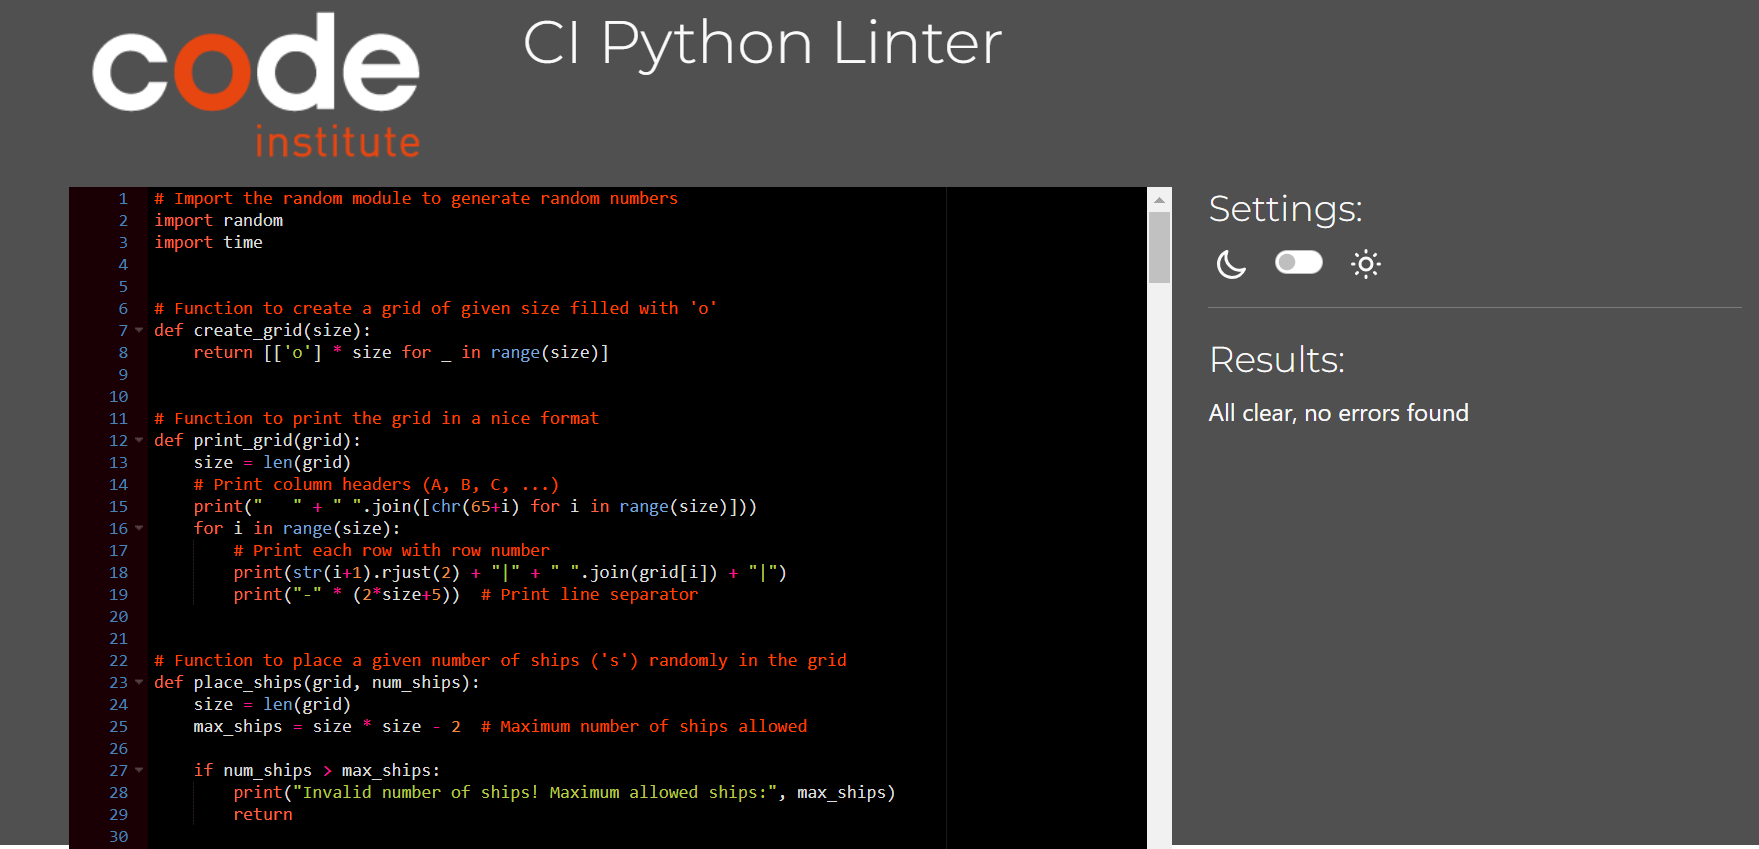 code
institute
CI Python Linter
1 # Import the random module to generate random numbers
2 import random
3 import time
4
5
6 # Function to create a grid of given size filled with 'o'
7 def create_grid(size):
8     return [['o'] * size for _ in range(size)]
9
10
11 # Function to print the grid in a nice format
12 def print_grid(grid):
13     size = len(grid)
14     # Print column headers (A, B, C, ...)
15     print("   " + " ".join([chr(65+i) for i in range(size)]))
16     for i in range(size):
17         # Print each row with row number
18         print(str(i+1).rjust(2) + "|" + " ".join(grid[i]) + "|")
19         print("-" * (2*size+5))  # Print line separator
20
21
22 # Function to place a given number of ships ('s') randomly in the grid
23 def place_ships(grid, num_ships):
24     size = len(grid)
25     max_ships = size * size - 2  # Maximum number of ships allowed
26
27     if num_ships > max_ships:
28         print("Invalid number of ships! Maximum allowed ships:", max_ships)
29         return
30
Settings:
Results:
All clear, no errors found